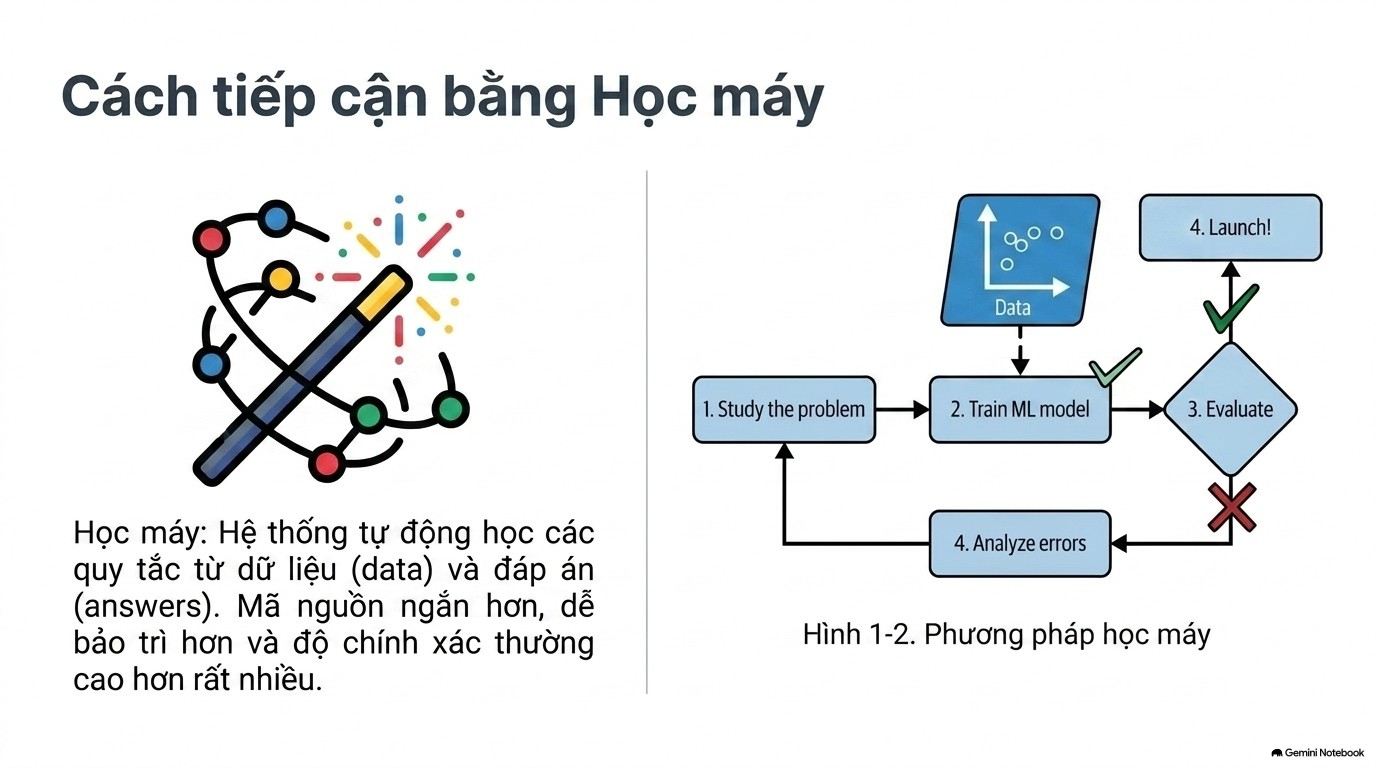 Cách tiếp cận bằng Học máy
Học máy: Hệ thống tự động học các
quy tắc từ dữ liệu (data) và đáp án
(answers). Mã nguồn ngắn hơn, dễ
bảo trì hơn và độ chính xác thường
cao hơn rất nhiều.
Data
4. Launch!
1. Study the problem
2. Train ML model
3. Evaluate
4. Analyze errors
Hình 1-2. Phương pháp học máy
Gemini Notebook